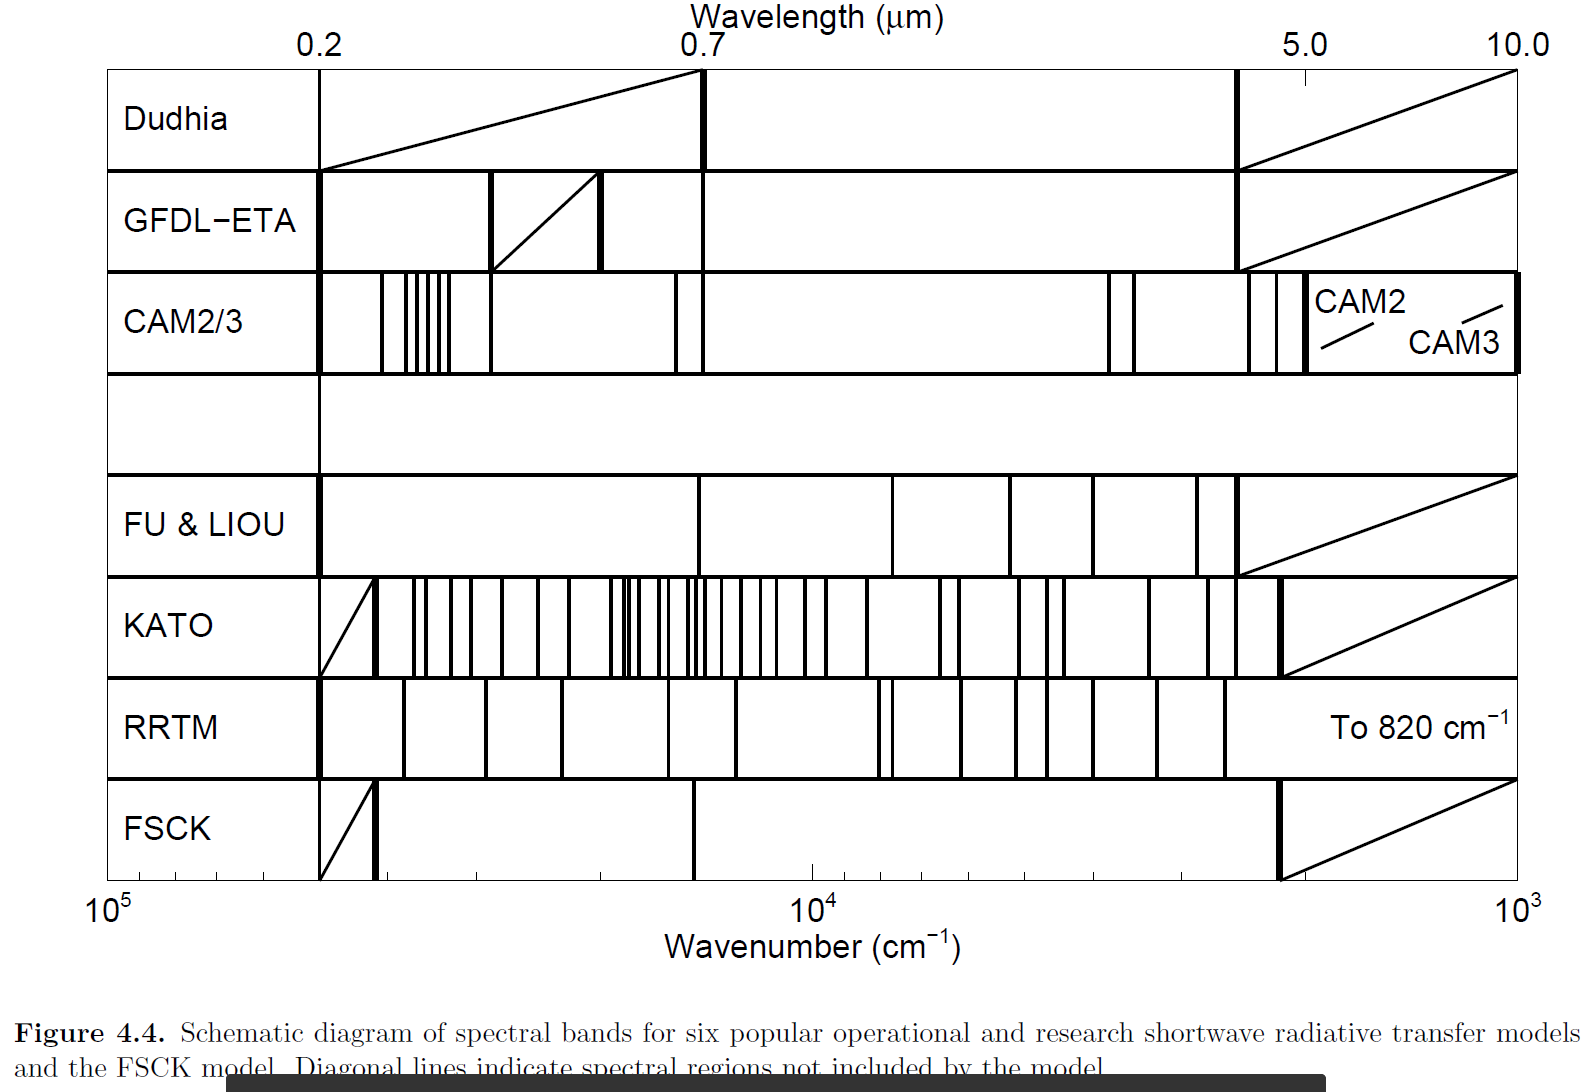 Wavelength (μm)
0.2 0.7 5.0 10.0
Dudhia
GFDL−ETA
CAM2/3
CAM2
CAM3
FU & LIOU
KATO
RRTM
To 820 cm⁻¹
FSCK
10⁵ 10⁴ 10³
Wavenumber (cm⁻¹)
Figure 4.4. Schematic diagram of spectral bands for six popular operational and research shortwave radiative transfer models
and the FSCK model. Diagonal lines indicate spectral regions not included by the model.